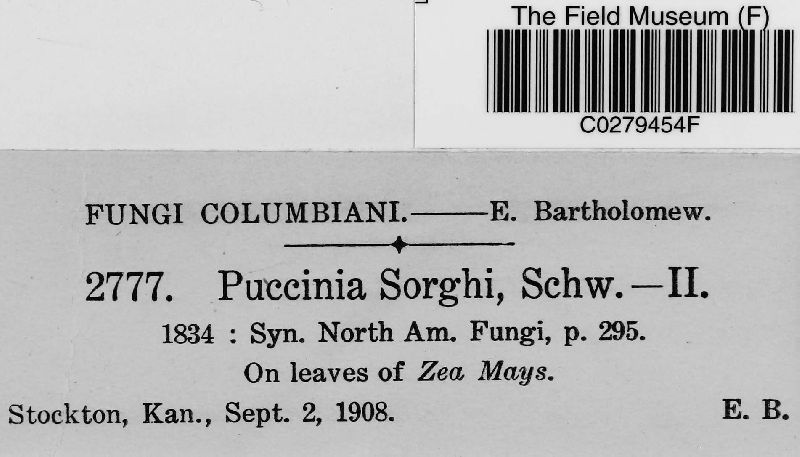 The Field Museum (F)
C0279454F
FUNGI COLUMBIANI.——E. Bartholomew.
2777. Puccinia Sorghi, Schw.—II.
1834 : Syn. North Am. Fungi, p. 295.
On leaves of Zea Mays.
Stockton, Kan., Sept. 2, 1908. E. B.